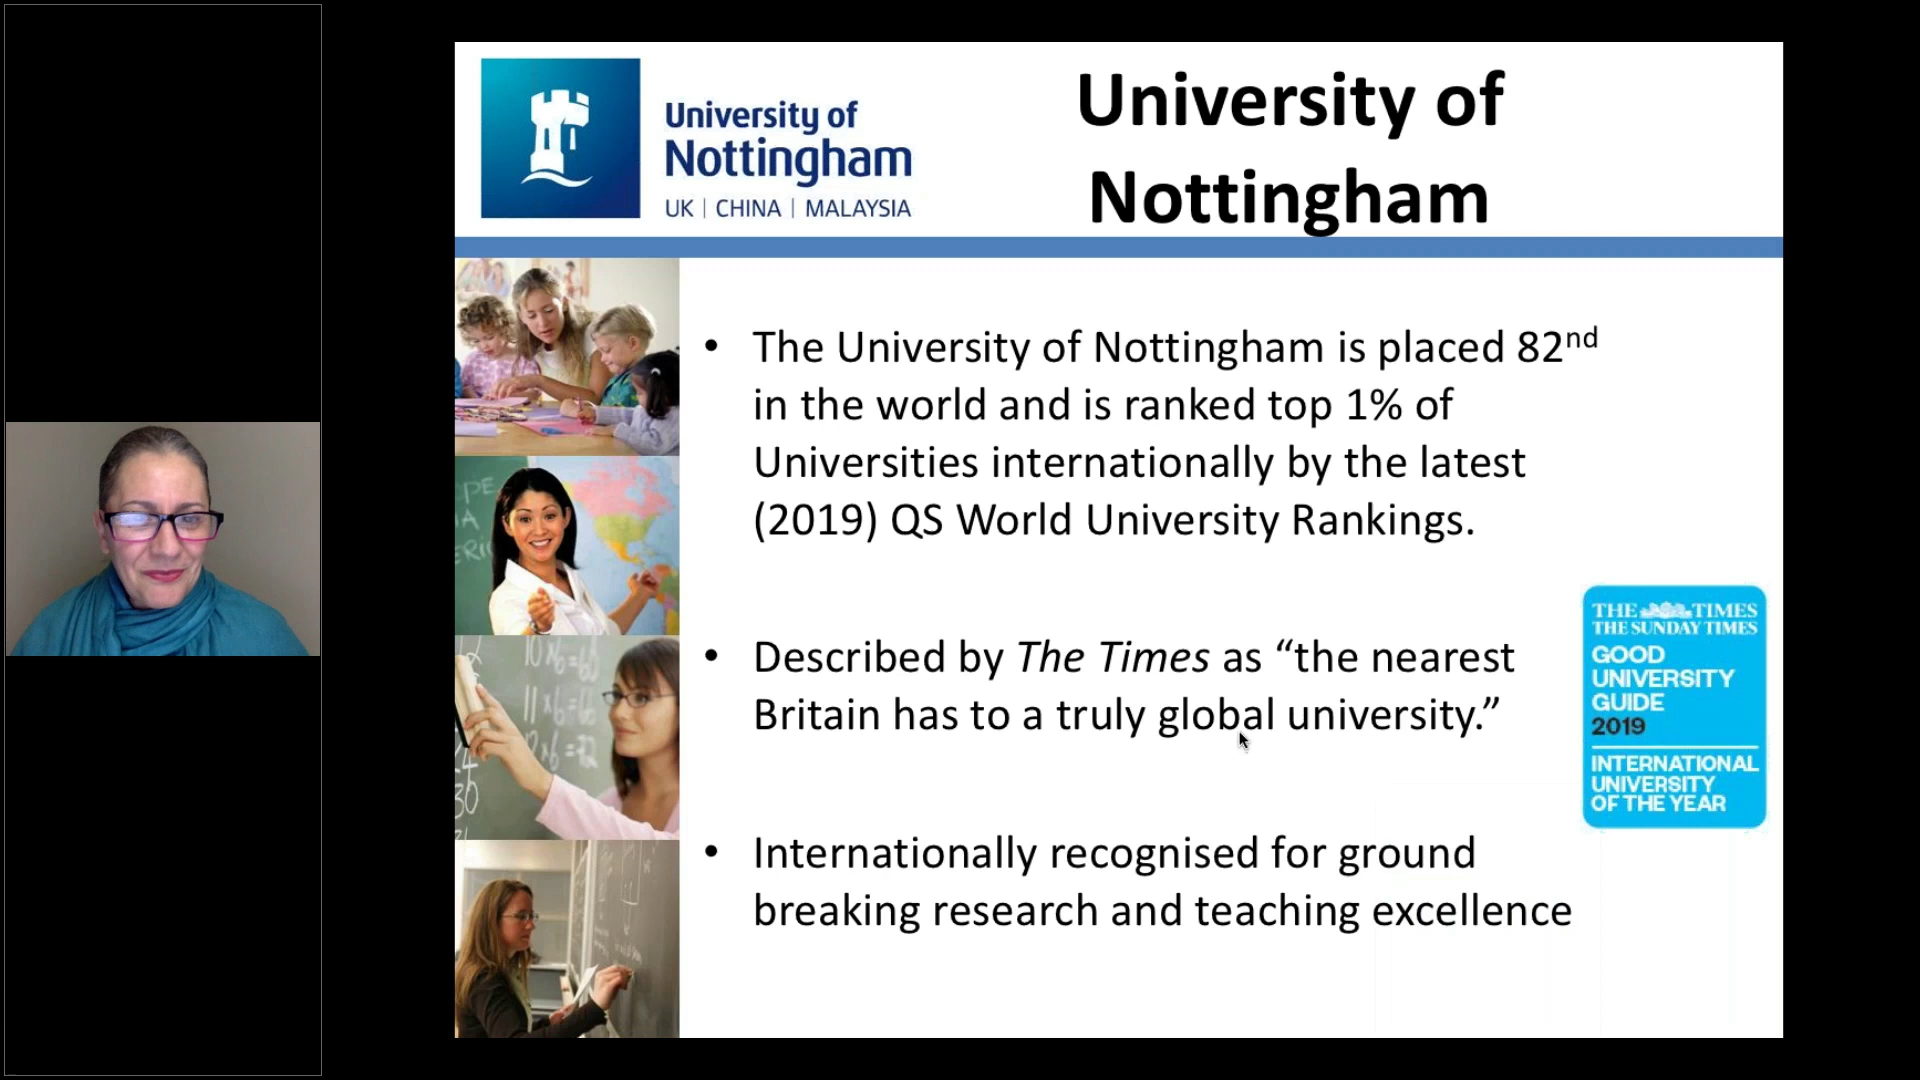 University of
Nottingham
UK | CHINA | MALAYSIA
University of
Nottingham
• The University of Nottingham is placed 82nd
in the world and is ranked top 1% of
Universities internationally by the latest
(2019) QS World University Rankings.
• Described by The Times as “the nearest
Britain has to a truly global university.”
• Internationally recognised for ground
breaking research and teaching excellence
THE TIMES
THE SUNDAY TIMES
GOOD
UNIVERSITY
GUIDE
2019
INTERNATIONAL
UNIVERSITY
OF THE YEAR